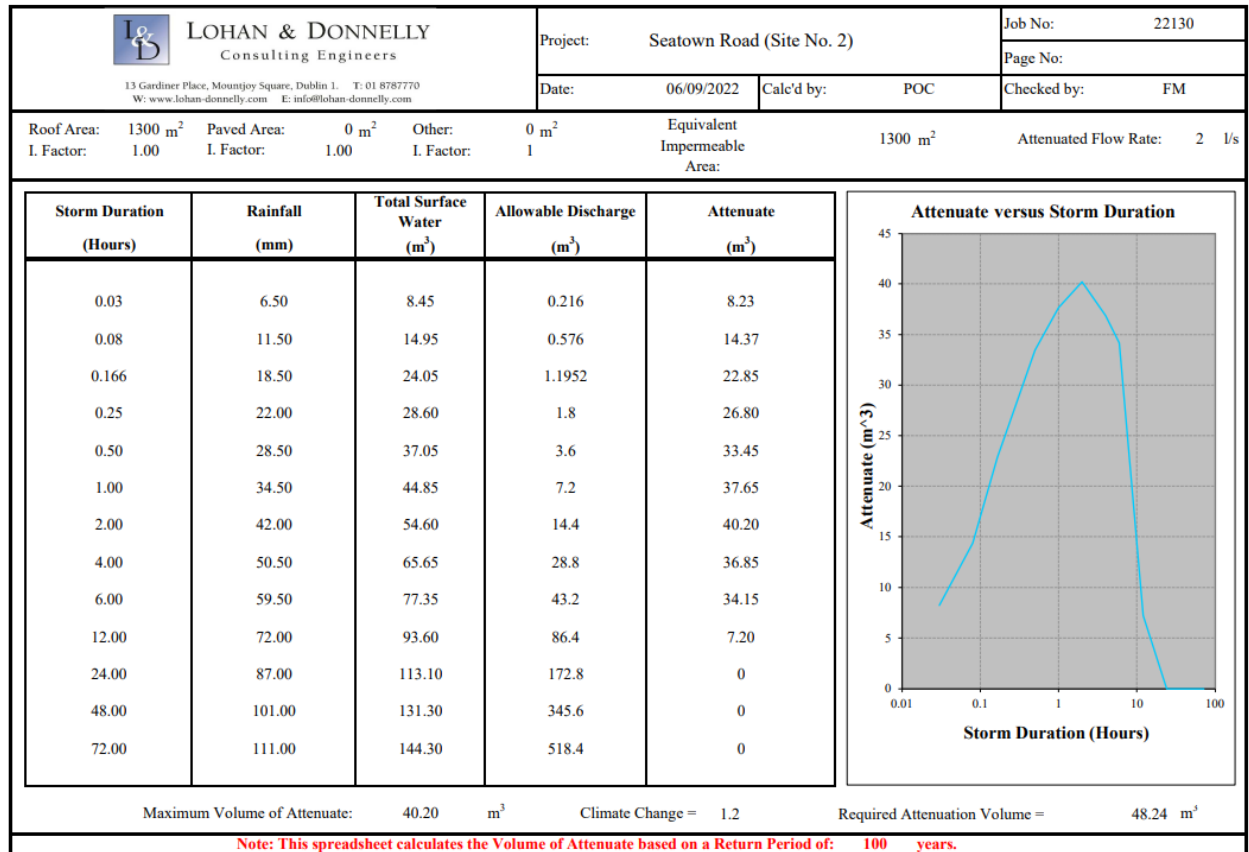 L&D LOHAN & DONNELLY
Consulting Engineers
13 Gardiner Place, Mountjoy Square, Dublin 1. T: 01 8787770
W: www.lohan-donnelly.com E: info@lohan-donnelly.com
Project: Seatown Road (Site No. 2)
Job No: 22130
Page No:
Date: 06/09/2022 Calc'd by: POC Checked by: FM
Roof Area: 1300 m² Paved Area: 0 m² Other: 0 m²
I. Factor: 1.00 I. Factor: 1.00 I. Factor: 1
Equivalent
Impermeable
Area:
1300 m² Attenuated Flow Rate: 2 l/s
Storm Duration Rainfall Total Surface Water Allowable Discharge Attenuate
(Hours) (mm) (m³) (m³) (m³)
0.03 6.50 8.45 0.216 8.23
0.08 11.50 14.95 0.576 14.37
0.166 18.50 24.05 1.1952 22.85
0.25 22.00 28.60 1.8 26.80
0.50 28.50 37.05 3.6 33.45
1.00 34.50 44.85 7.2 37.65
2.00 42.00 54.60 14.4 40.20
4.00 50.50 65.65 28.8 36.85
6.00 59.50 77.35 43.2 34.15
12.00 72.00 93.60 86.4 7.20
24.00 87.00 113.10 172.8 0
48.00 101.00 131.30 345.6 0
72.00 111.00 144.30 518.4 0
Attenuate versus Storm Duration
Attenuate (m^3)
45
40
35
30
25
20
15
10
5
0
0.01 0.1 1 10 100
Storm Duration (Hours)
Maximum Volume of Attenuate: 40.20 m³ Climate Change = 1.2 Required Attenuation Volume = 48.24 m³
Note: This spreadsheet calculates the Volume of Attenuate based on a Return Period of: 100 years.